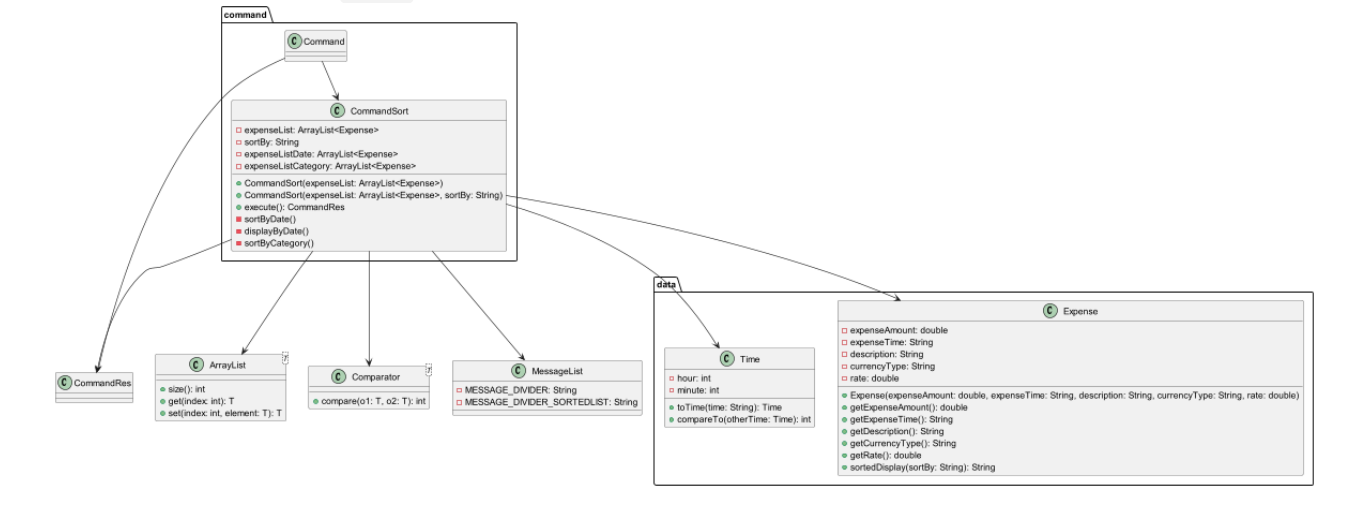 command
C Command
C CommandSort
expenseList: ArrayList<Expense>
sortBy: String
expenseListDate: ArrayList<Expense>
expenseListCategory: ArrayList<Expense>
CommandSort(expenseList: ArrayList<Expense>)
CommandSort(expenseList: ArrayList<Expense>, sortBy: String)
execute(): CommandRes
sortByDate()
displayByDate()
sortByCategory()
C CommandRes
C ArrayList T
size(): int
get(index: int): T
set(index: int, element: T): T
C Comparator T
compare(o1: T, o2: T): int
C MessageList
MESSAGE_DIVIDER: String
MESSAGE_DIVIDER_SORTEDLIST: String
data
C Time
hour: int
minute: int
toTime(time: String): Time
compareTo(otherTime: Time): int
C Expense
expenseAmount: double
expenseTime: String
description: String
currencyType: String
rate: double
Expense(expenseAmount: double, expenseTime: String, description: String, currencyType: String, rate: double)
getExpenseAmount(): double
getExpenseTime(): String
getDescription(): String
getCurrencyType(): String
getRate(): double
sortedDisplay(sortBy: String): String